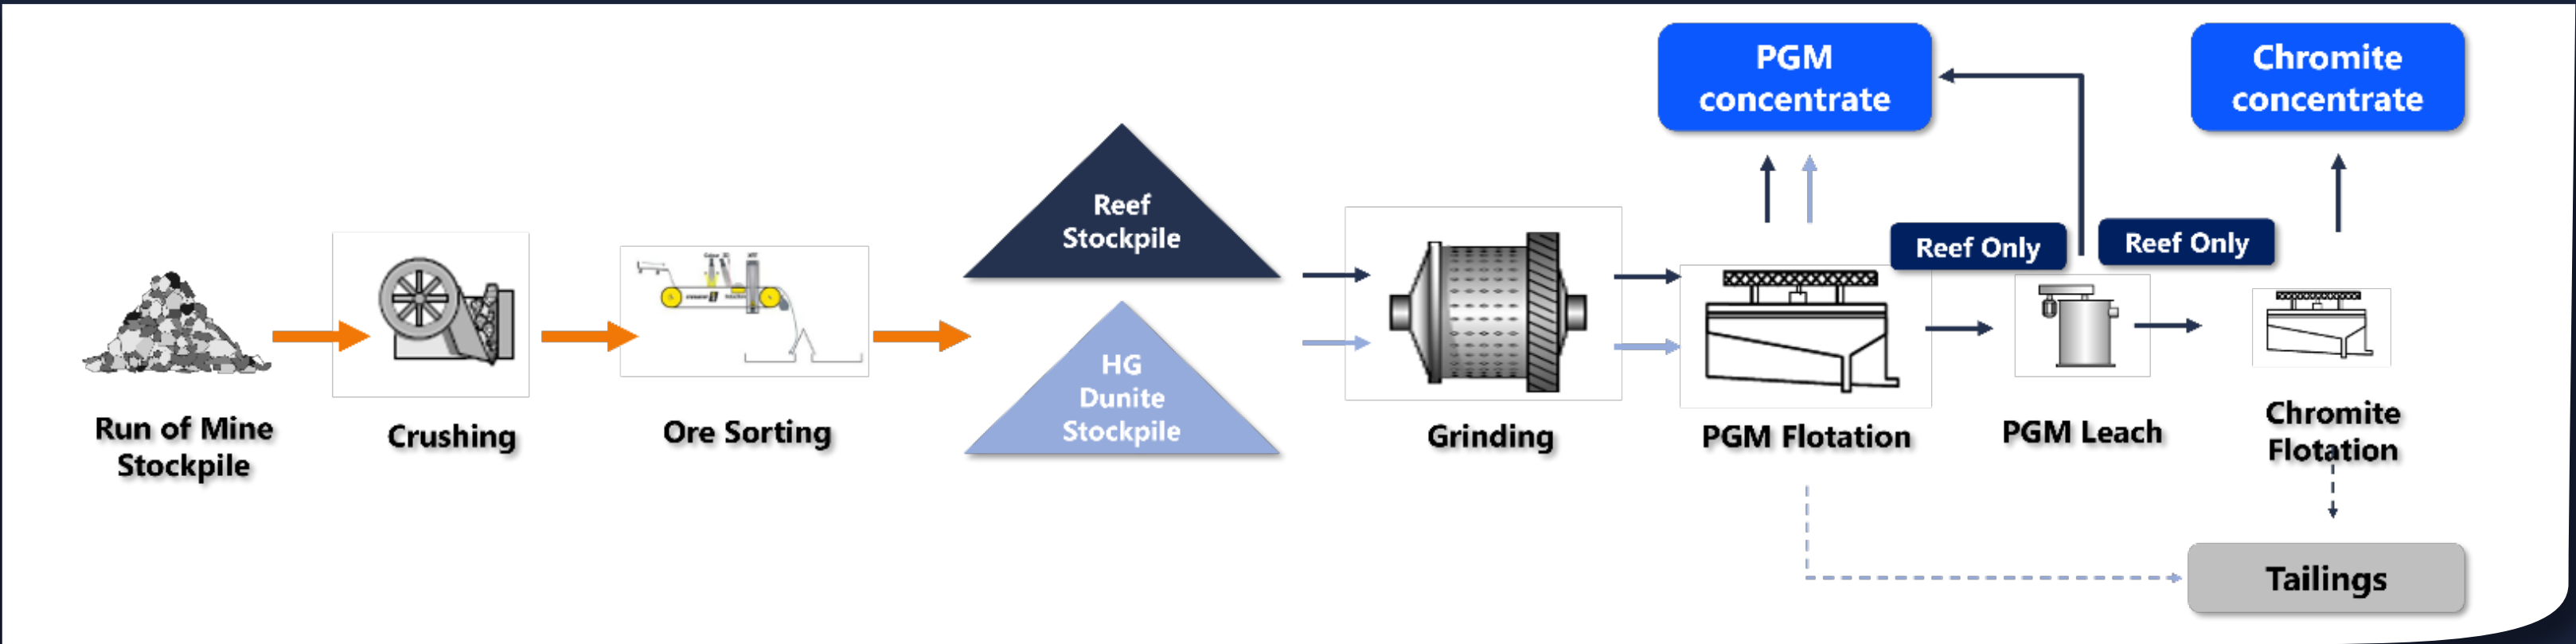 PGM
concentrate
Chromite
concentrate
Reef
Stockpile
Reef Only
Reef Only
HG
Dunite
Stockpile
Run of Mine
Stockpile
Crushing
Ore Sorting
Grinding
PGM Flotation
PGM Leach
Chromite
Flotation
Tailings